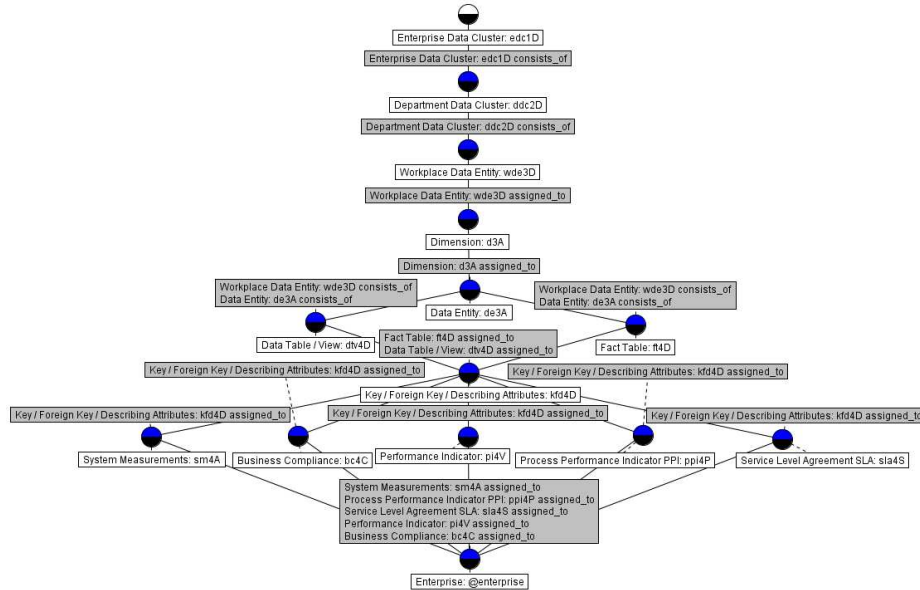 Enterprise Data Cluster: edc1D
Enterprise Data Cluster: edc1D consists_of
Department Data Cluster: ddc2D
Department Data Cluster: ddc2D consists_of
Workplace Data Entity: wde3D
Workplace Data Entity: wde3D assigned_to
Dimension: d3A
Dimension: d3A assigned_to
Workplace Data Entity: wde3D consists_of
Data Entity: de3A consists_of
Workplace Data Entity: wde3D consists_of
Data Entity: de3A consists_of
Data Entity: de3A
Data Table / View: dtv4D
Fact Table: ft4D assigned_to
Data Table / View: dtv4D assigned_to
Fact Table: ft4D
Key / Foreign Key / Describing Attributes: kfd4D assigned_to
Key / Foreign Key / Describing Attributes: kfd4D assigned_to
Key / Foreign Key / Describing Attributes: kfd4D
Key / Foreign Key / Describing Attributes: kfd4D assigned_to
Key / Foreign Key / Describing Attributes: kfd4D assigned_to
Key / Foreign Key / Describing Attributes: kfd4D assigned_to
System Measurements: sm4A
Business Compliance: bc4C
Performance Indicator: pi4V
Process Performance Indicator PPI: ppi4P
Service Level Agreement SLA: sla4S
System Measurements: sm4A assigned_to
Process Performance Indicator PPI: ppi4P assigned_to
Service Level Agreement SLA: sla4S assigned_to
Performance Indicator: pi4V assigned_to
Business Compliance: bc4C assigned_to
Enterprise: @enterprise